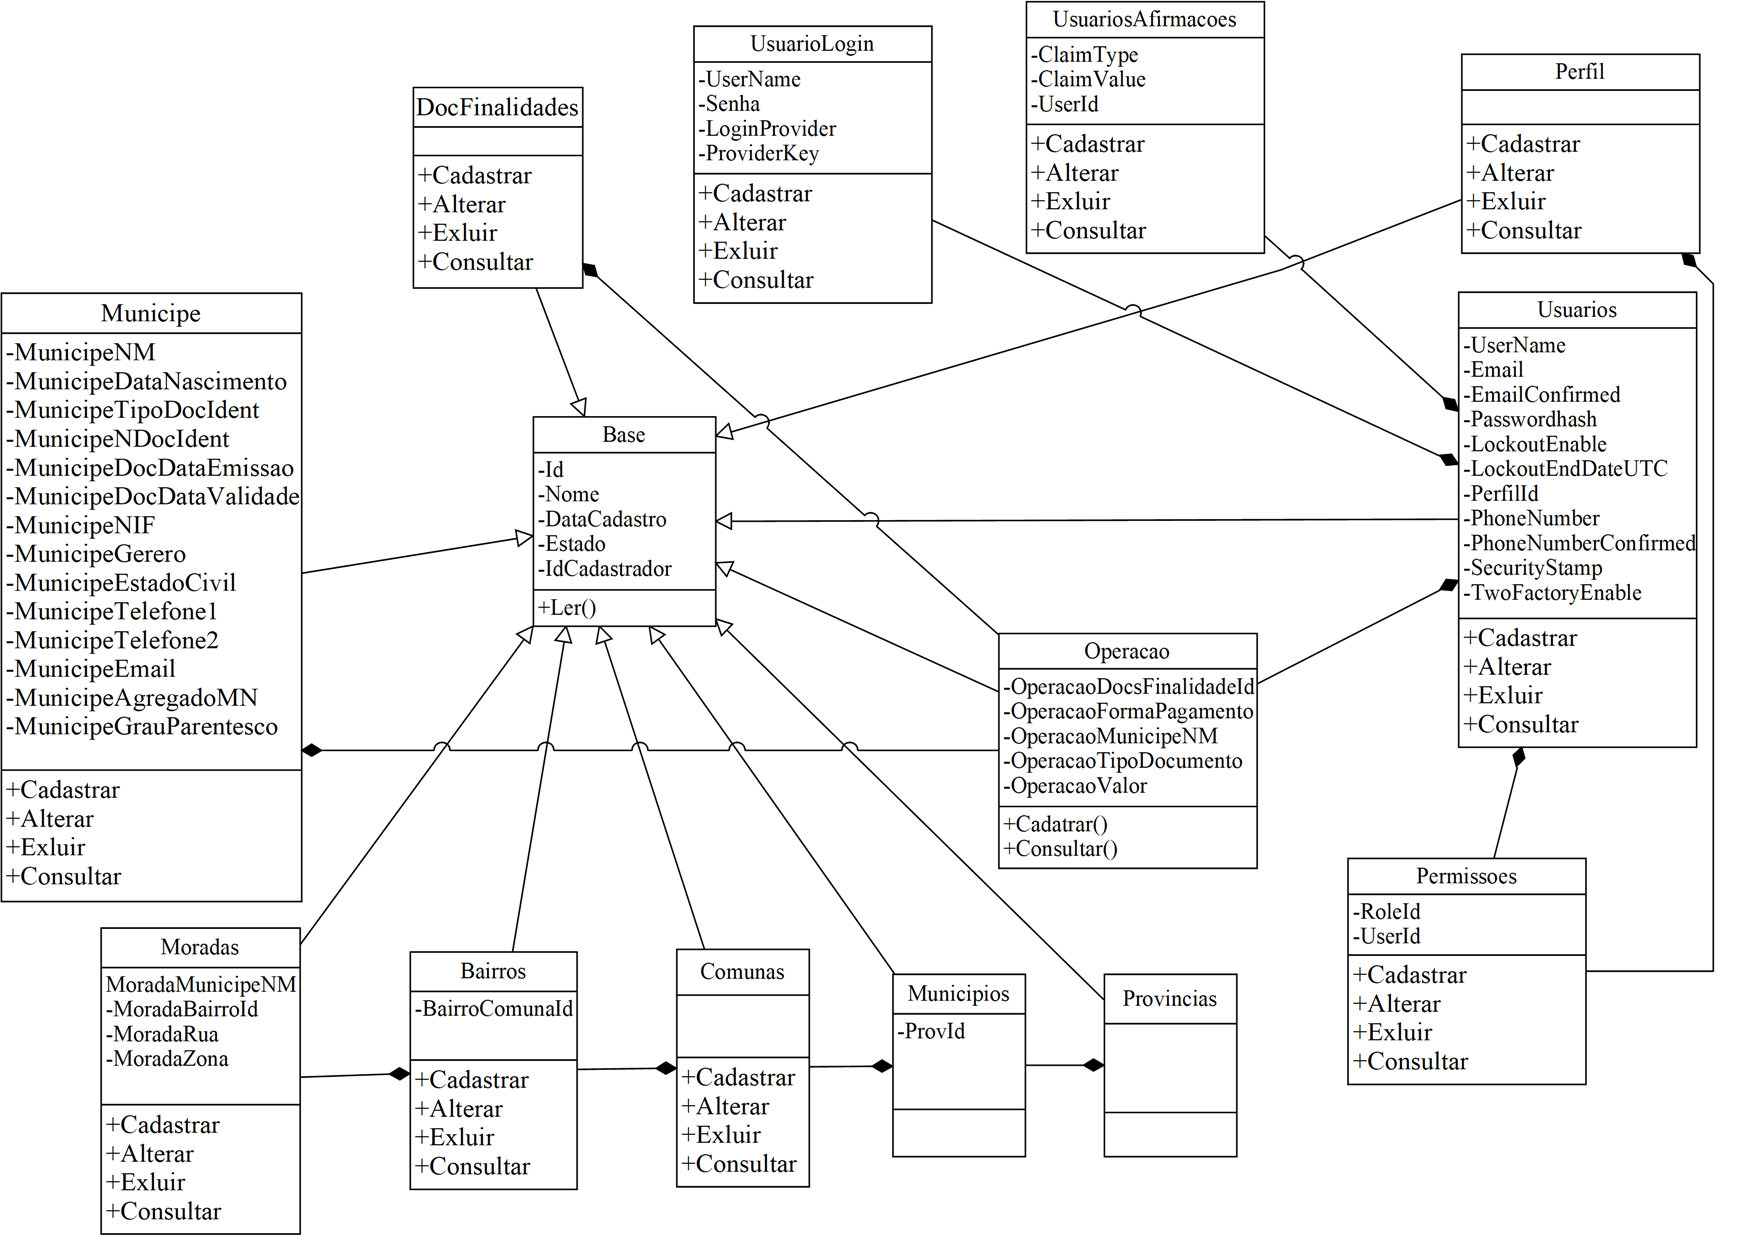 UsuariosAfirmacoes
-ClaimType
-ClaimValue
-UserId
+Cadastrar
+Alterar
+Exluir
+Consultar
UsuarioLogin
-UserName
-Senha
-LoginProvider
-ProviderKey
+Cadastrar
+Alterar
+Exluir
+Consultar
Perfil
+Cadastrar
+Alterar
+Exluir
+Consultar
DocFinalidades
+Cadastrar
+Alterar
+Exluir
+Consultar
Municipe
-MunicipeNM
-MunicipeDataNascimento
-MunicipeTipoDocIdent
-MunicipeNDocIdent
-MunicipeDocDataEmissao
-MunicipeDocDataValidade
-MunicipeNIF
-MunicipeGerero
-MunicipeEstadoCivil
-MunicipeTelefone1
-MunicipeTelefone2
-MunicipeEmail
-MunicipeAgregadoMN
-MunicipeGrauParentesco
+Cadastrar
+Alterar
+Exluir
+Consultar
Usuarios
-UserName
-Email
-EmailConfirmed
-Passwordhash
-LockoutEnable
-LockoutEndDateUTC
-PerfilId
-PhoneNumber
-PhoneNumberConfirmed
-SecurityStamp
-TwoFactoryEnable
+Cadastrar
+Alterar
+Exluir
+Consultar
Base
-Id
-Nome
-DataCadastro
-Estado
-IdCadastrador
+Ler()
Operacao
-OperacaoDocsFinalidadeId
-OperacaoFormaPagamento
-OperacaoMunicipeNM
-OperacaoTipoDocumento
-OperacaoValor
+Cadatrar()
+Consultar()
Permissoes
-RoleId
-UserId
+Cadastrar
+Alterar
+Exluir
+Consultar
Moradas
MoradaMunicipeNM
-MoradaBairroId
-MoradaRua
-MoradaZona
+Cadastrar
+Alterar
+Exluir
+Consultar
Bairros
-BairroComunaId
+Cadastrar
+Alterar
+Exluir
+Consultar
Comunas
+Cadastrar
+Alterar
+Exluir
+Consultar
Municipios
-ProvId
Provincias